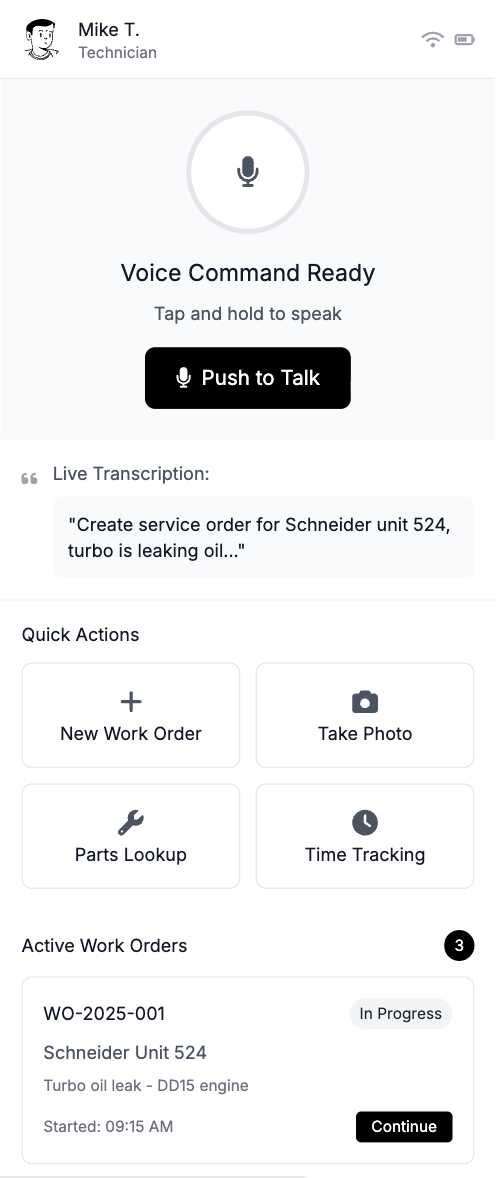 Mike T.
Technician
Voice Command Ready
Tap and hold to speak
Push to Talk
Live Transcription:
"Create service order for Schneider unit 524,
turbo is leaking oil..."
Quick Actions
New Work Order
Take Photo
Parts Lookup
Time Tracking
Active Work Orders
3
WO-2025-001
In Progress
Schneider Unit 524
Turbo oil leak - DD15 engine
Started: 09:15 AM
Continue